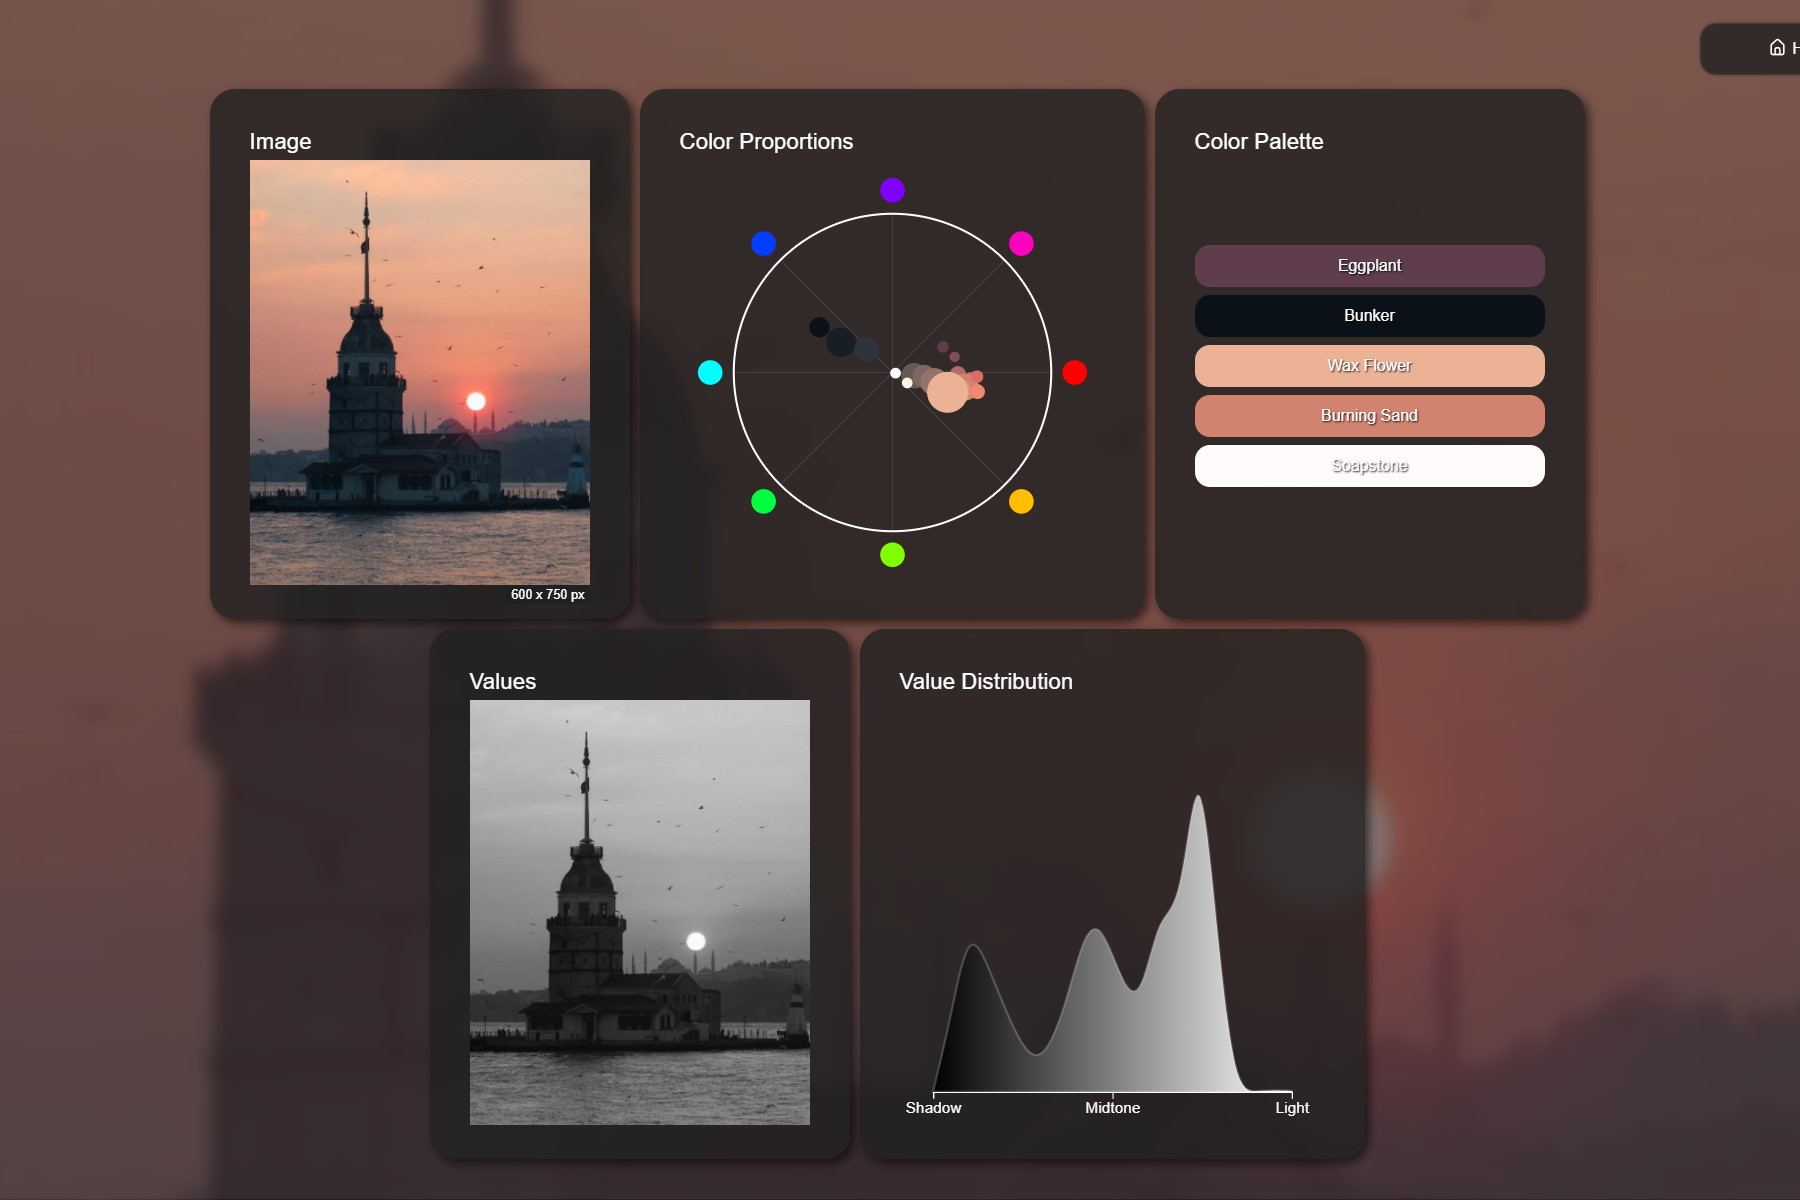 H
Image
600 x 750 px
Color Proportions
Color Palette
Eggplant
Bunker
Wax Flower
Burning Sand
Soapstone
Values
Value Distribution
Shadow
Midtone
Light